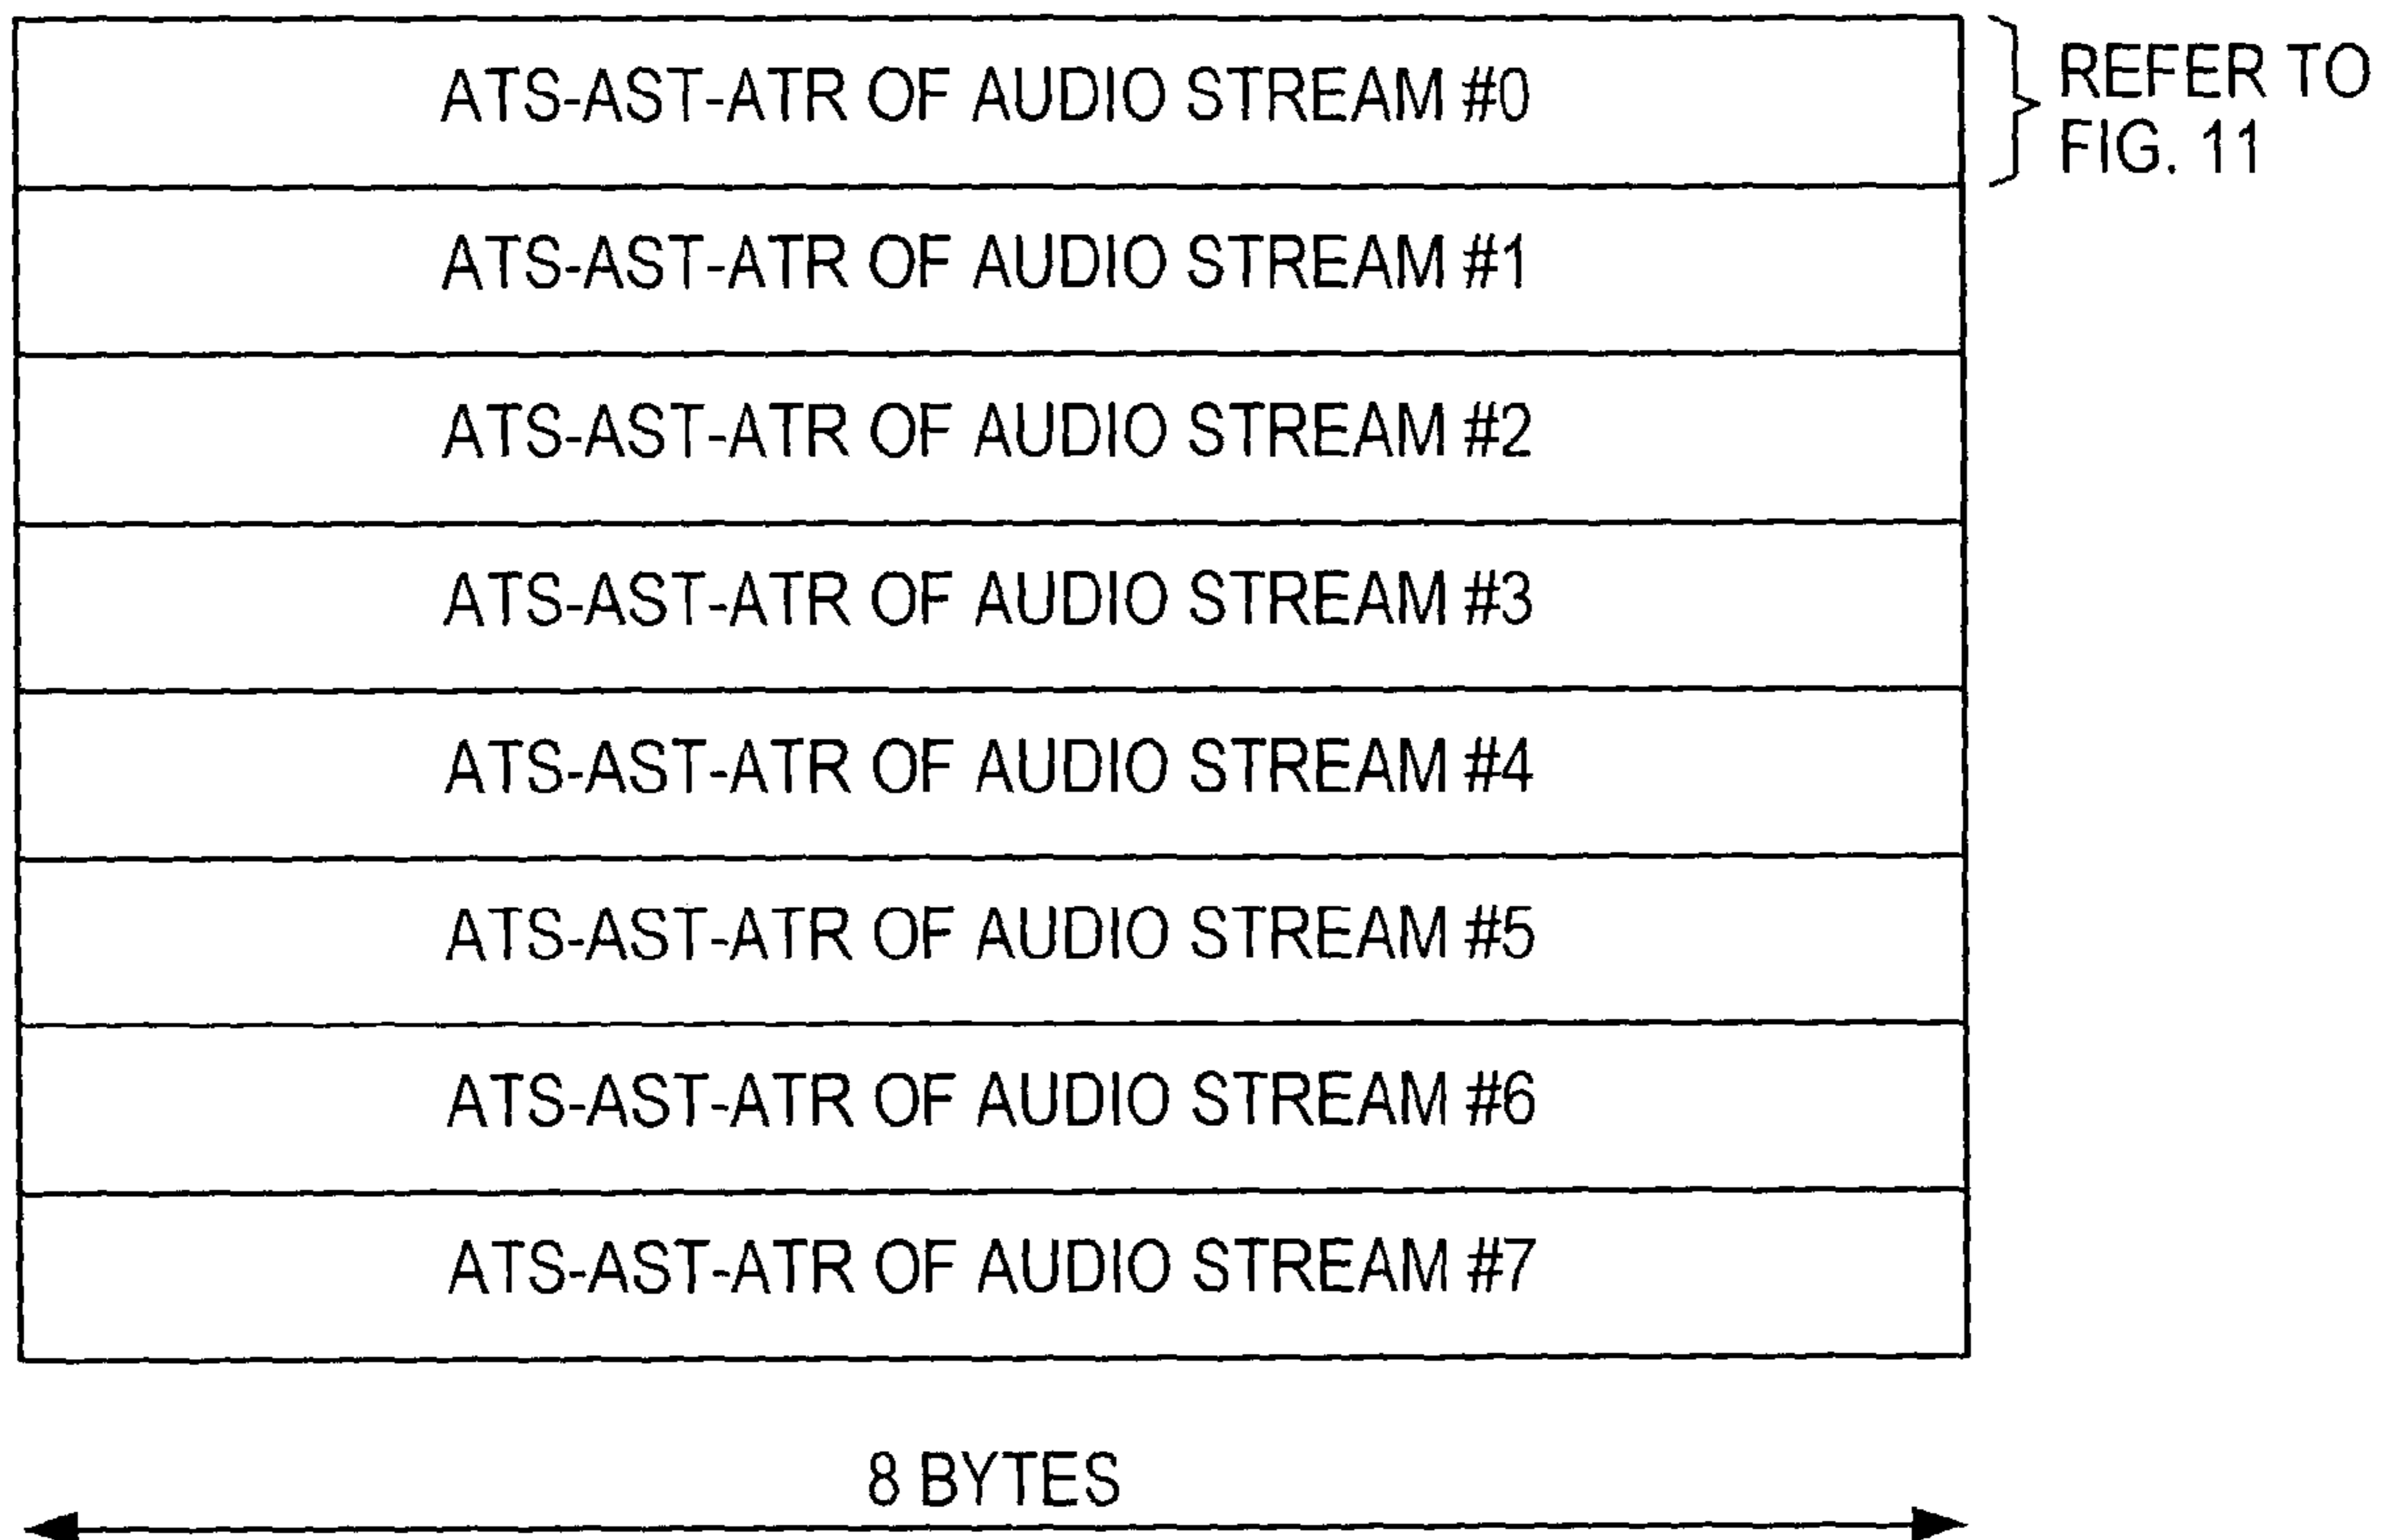 ATS-AST-ATR OF AUDIO STREAM #0
REFER TO
FIG. 11
ATS-AST-ATR OF AUDIO STREAM #1
ATS-AST-ATR OF AUDIO STREAM #2
ATS-AST-ATR OF AUDIO STREAM #3
ATS-AST-ATR OF AUDIO STREAM #4
ATS-AST-ATR OF AUDIO STREAM #5
ATS-AST-ATR OF AUDIO STREAM #6
ATS-AST-ATR OF AUDIO STREAM #7
8 BYTES